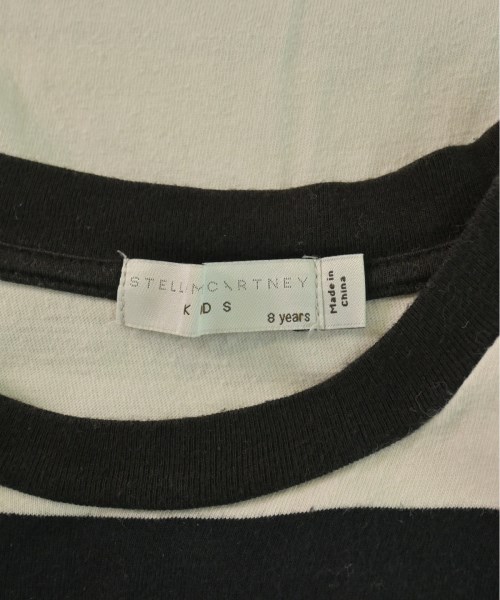 STELLA McCARTNEY
KIDS
8 years
Made in
China